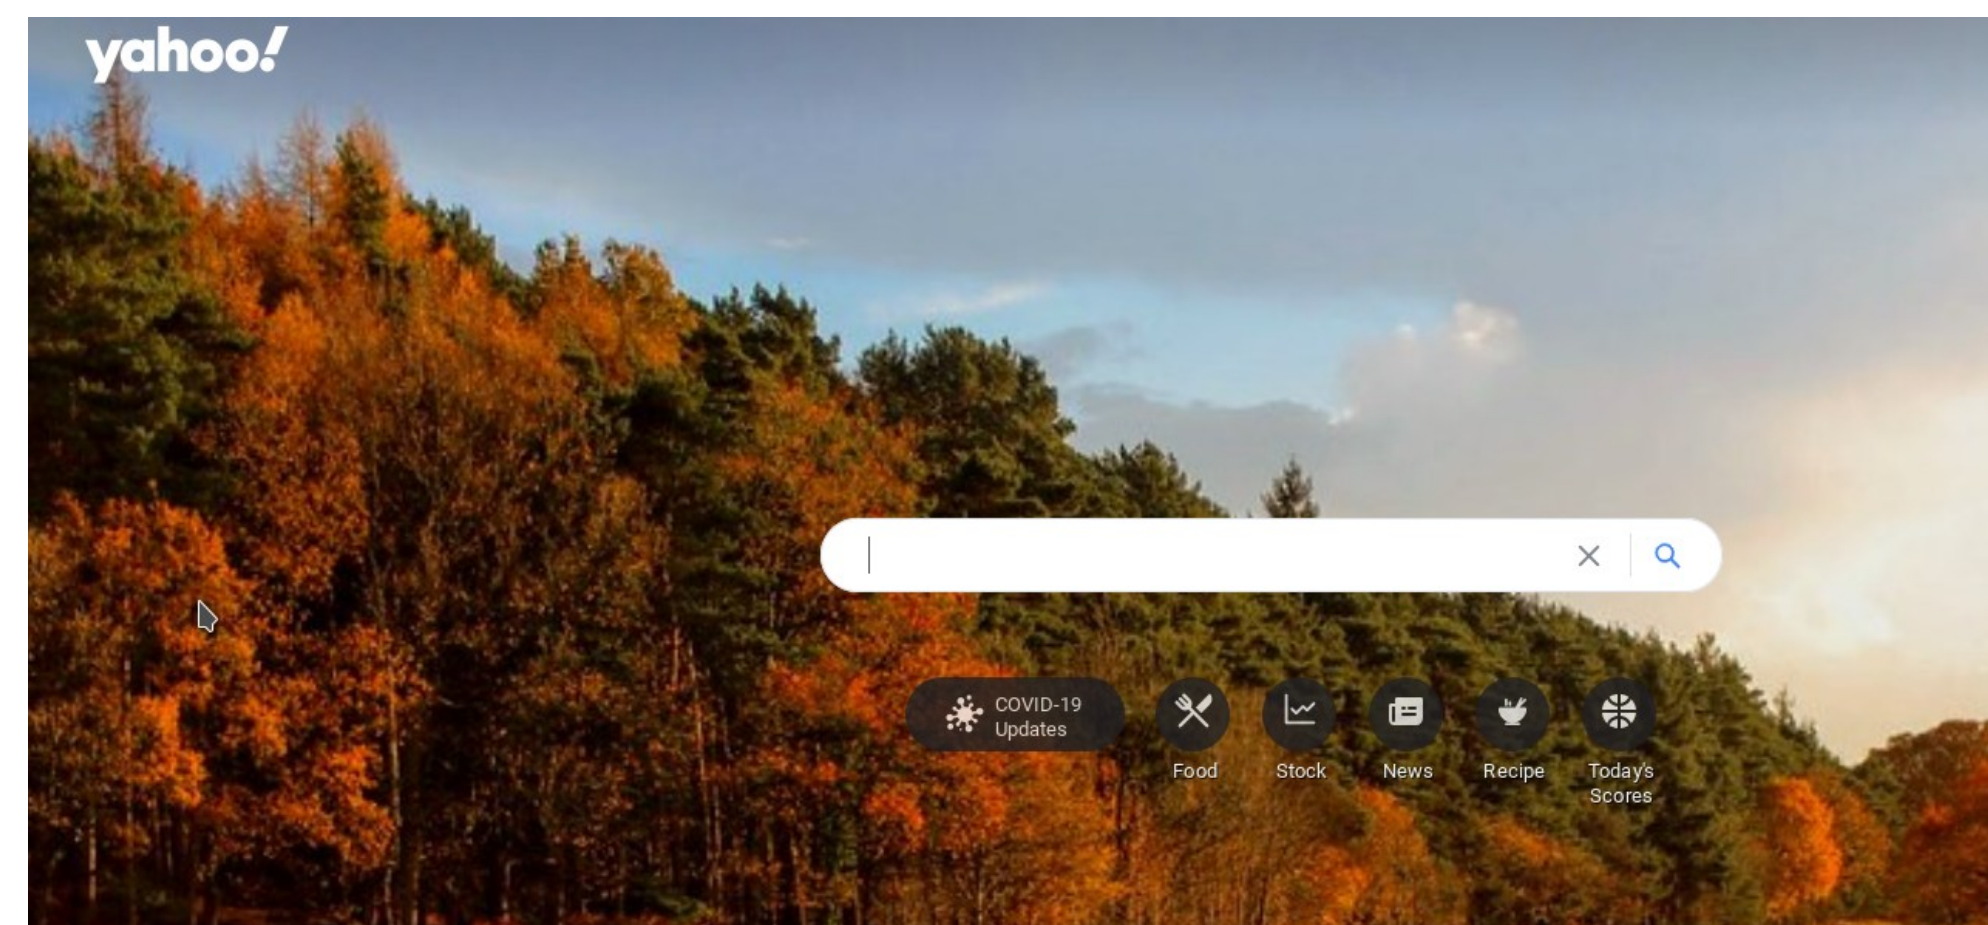 yahoo!
COVID-19
Updates
Food
Stock
News
Recipe
Today's
Scores